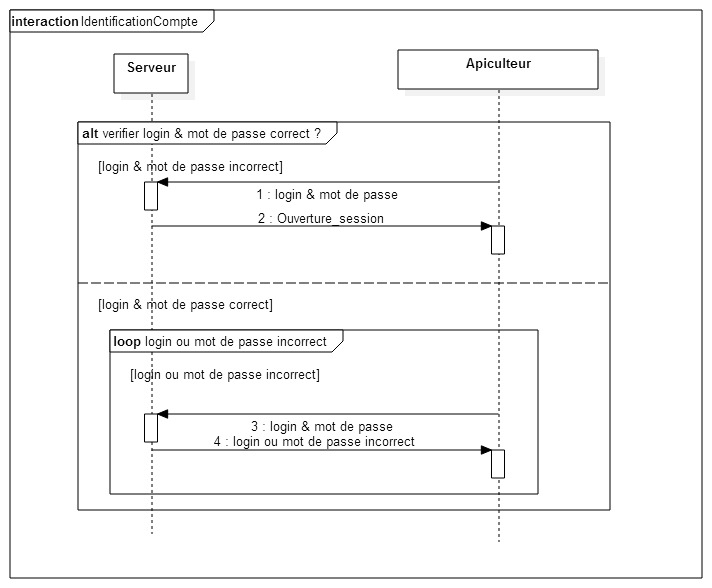 interaction IdentificationCompte
Serveur
Apiculteur
alt verifier login & mot de passe correct ?
[login & mot de passe incorrect]
1 : login & mot de passe
2 : Ouverture_session
[login & mot de passe correct]
loop login ou mot de passe incorrect
[login ou mot de passe incorrect]
3 : login & mot de passe
4 : login ou mot de passe incorrect